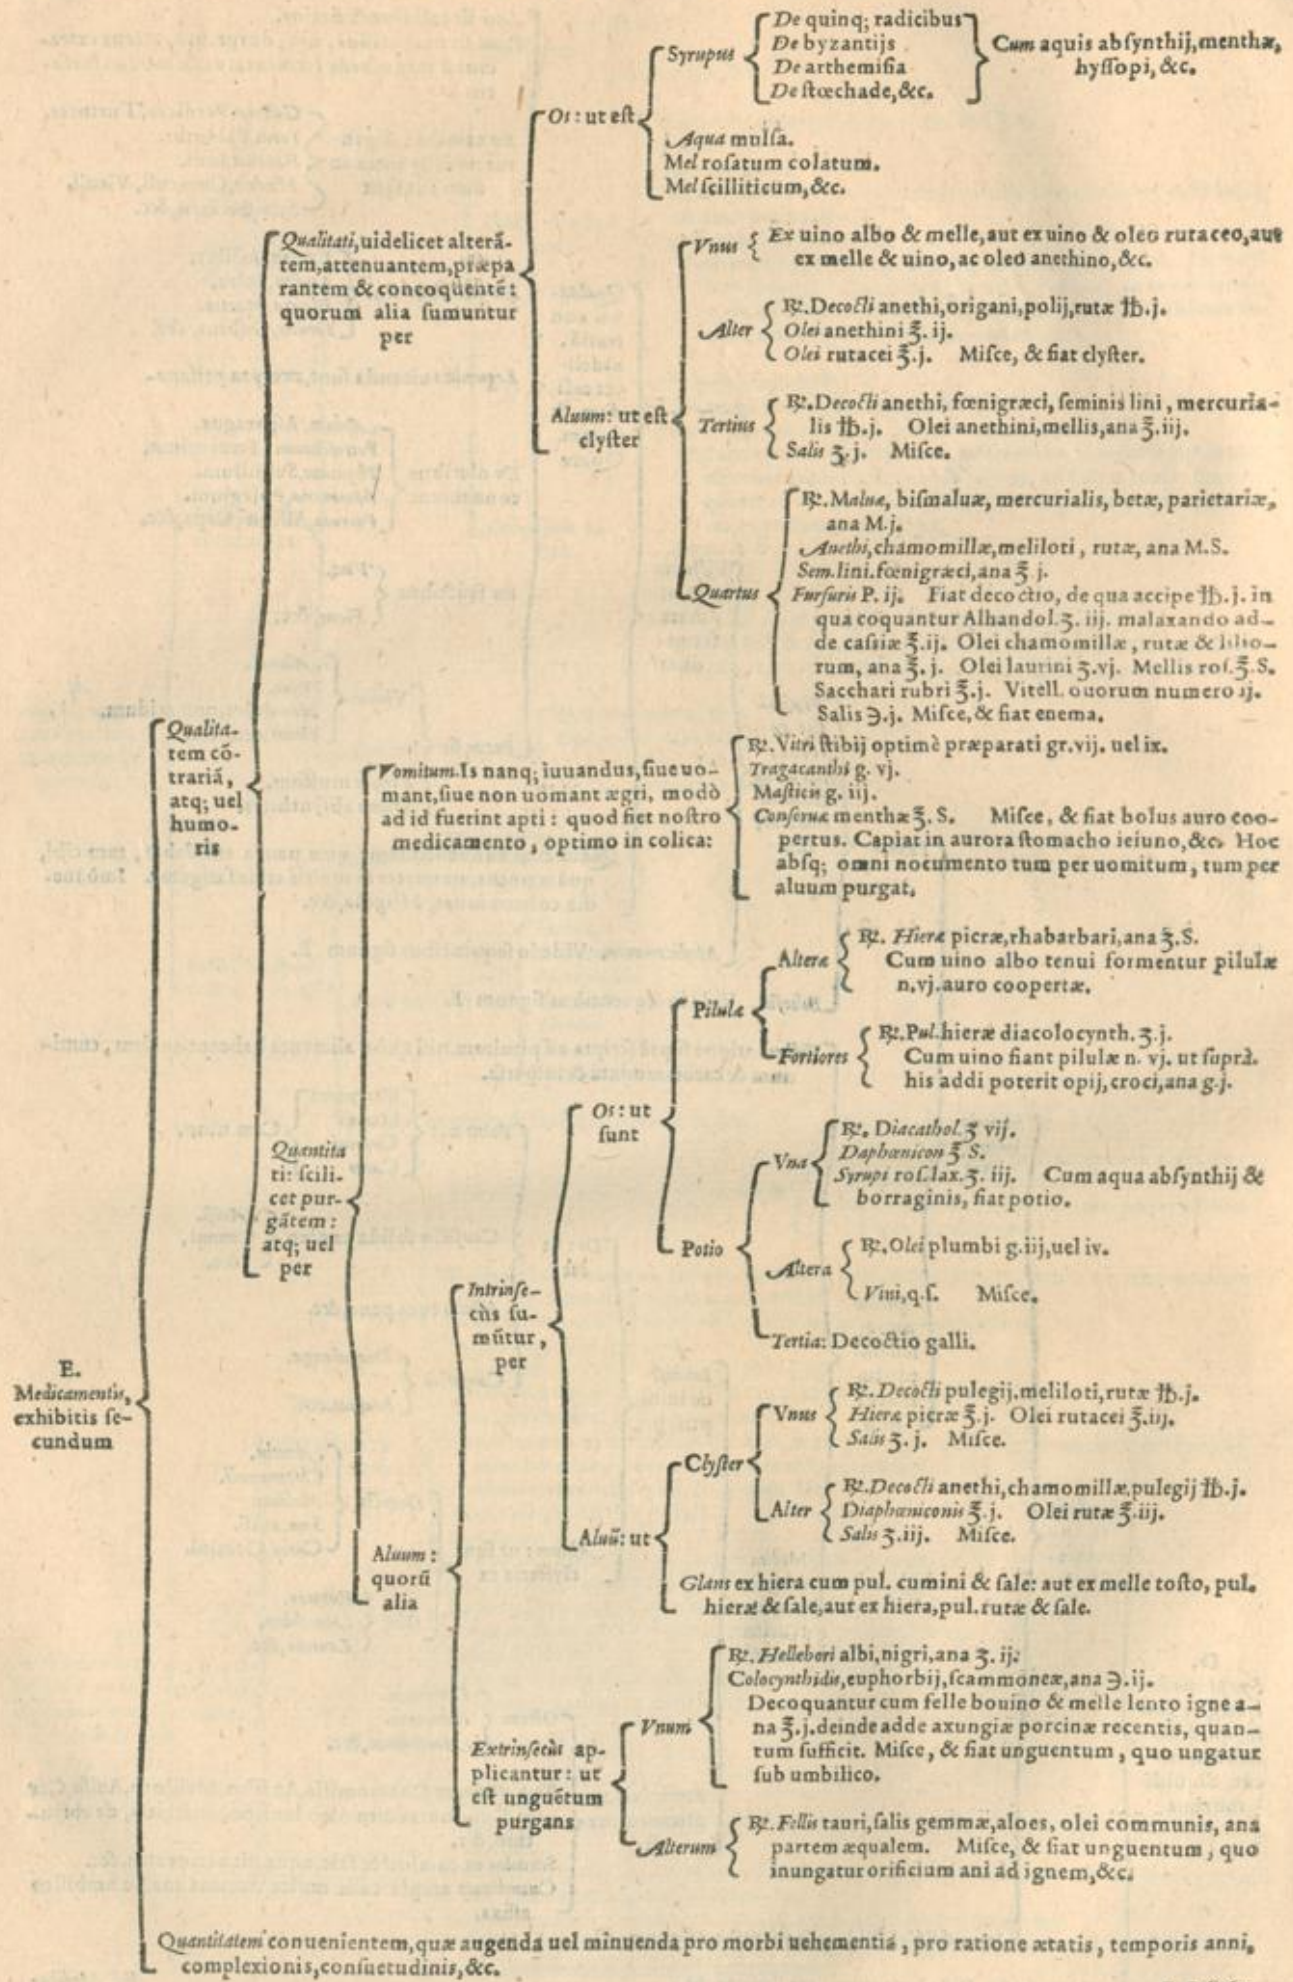 E.
Medicamentis,
exhibitis ſe-
cundum
Qualita-
tem cō-
trariā,
atq; uel
humo-
ris
Qualitati, uidelicet alterā-
tem, attenuantem, præpa
rantem & concoquentē:
quorum alia ſumuntur
per
Os: ut eſt
Syrupus
De quinq; radicibus
De byzantijs
De arthemiſia
De ſtœchade, &c.
Cum aquis abſynthij, menthæ,
hyſſopi, &c.
Aqua mulſa.
Mel roſatum colatum.
Mel ſcilliticum, &c.
Aluum: ut eſt
clyſter
Vnus
Ex uino albo & melle, aut ex uino & oleo rutaceo, aut
ex melle & uino, ac oleo anethino, &c.
Alter
℞. Decocti anethi, origani, polij, rutæ ℔.j.
Olei anethini ℥.ij.
Olei rutacei ℥.j. Miſce, & fiat clyſter.
Tertius
℞. Decocti anethi, fœnigræci, ſeminis lini, mercuria-
lis ℔.j. Olei anethini, mellis, ana ℥.iij.
Salis ʒ.j. Miſce.
Quartus
℞. Maluæ, biſmaluæ, mercurialis, betæ, parietariæ,
ana M.j.
Anethi, chamomillæ, meliloti, rutæ, ana M.S.
Sem. lini. fœnigræci, ana ℥ j.
Furfuris P. ij. Fiat decoctio, de qua accipe ℔.j. in
qua coquantur Alhandol. ʒ. iij. malaxando ad-
de caſsiæ ℥.ij. Olei chamomillæ, rutæ & lilio-
rum, ana ℥.j. Olei laurini ʒ.vj. Mellis roſ. ℥.S.
Sacchari rubri ℥.j. Vitell. ouorum numero ij.
Salis ℈.j. Miſce, & fiat enema.
Quantita
ti: ſcili-
cet pur-
gātem:
atq; uel
per
Vomitum. Is nanq; iuuandus, ſiue uo-
mant, ſiue non uomant ægri, modò
ad id fuerint apti: quod fiet noſtro
medicamento, optimo in colica:
℞. Vitri ſtibij optimè præparati gr. vij. uel ix.
Tragacanthi g. vj.
Maſticis g. iij.
Conſeruæ menthæ ℥.S. Miſce, & fiat bolus auro coo-
pertus. Capiat in aurora ſtomacho ieiuno, &c. Hoc
abſq; omni nocumento tum per uomitum, tum per
aluum purgat.
Aluum:
quorū
alia
Intrinſe-
cùs ſu-
mūtur,
per
Os: ut
ſunt
Pilulæ
Alteræ
℞. Hieræ picræ, rhabarbari, ana ʒ.S.
Cum uino albo tenui formentur pilulæ
n. vj. auro coopertæ.
Fortiores
℞. Pul. hieræ diacolocynth. ʒ.j.
Cum uino fiant pilulæ n. vj. ut ſuprà.
his addi poterit opij, croci, ana g.j.
Potio
Vna
℞. Diacathol. ʒ vij.
Daphœnicon ℥ S.
Syrupi roſ. lax. ʒ. iij. Cum aqua abſynthij &
borraginis, fiat potio.
Altera
℞. Olei plumbi g. iij, uel iv.
Vini, q.ſ. Miſce.
Tertia: Decoctio galli.
Aluū: ut
Clyſter
Vnus
℞. Decocti pulegij, meliloti, rutæ ℔.j.
Hieræ picræ ℥.j. Olei rutacei ℥.iij.
Salis ʒ.j. Miſce.
Alter
℞. Decocti anethi, chamomillæ, pulegij ℔.j.
Diaphœniconis ℥.j. Olei rutæ ℥.iij.
Salis ʒ.iij. Miſce.
Glans ex hiera cum pul. cumini & ſale: aut ex melle toſto, pul.
hieræ & ſale, aut ex hiera, pul. rutæ & ſale.
Extrinſecùs ap-
plicantur: ut
eſt unguētum
purgans
Vnum
℞. Hellebori albi, nigri, ana ʒ. ij.
Colocynthidis, euphorbij, ſcammoneæ, ana ℈.ij.
Decoquantur cum felle bouino & melle lento igne a-
na ℥.j. deinde adde axungiæ porcinæ recentis, quan-
tum ſufficit. Miſce, & fiat unguentum, quo ungatur
ſub umbilico.
Alterum
℞. Fellis tauri, ſalis gemmæ, aloes, olei communis, ana
partem æqualem. Miſce, & fiat unguentum, quo
inungatur orificium ani ad ignem, &c.
Quantitatem conuenientem, quæ augenda uel minuenda pro morbi uehementia, pro ratione ætatis, temporis anni,
complexionis, conſuetudinis, &c.